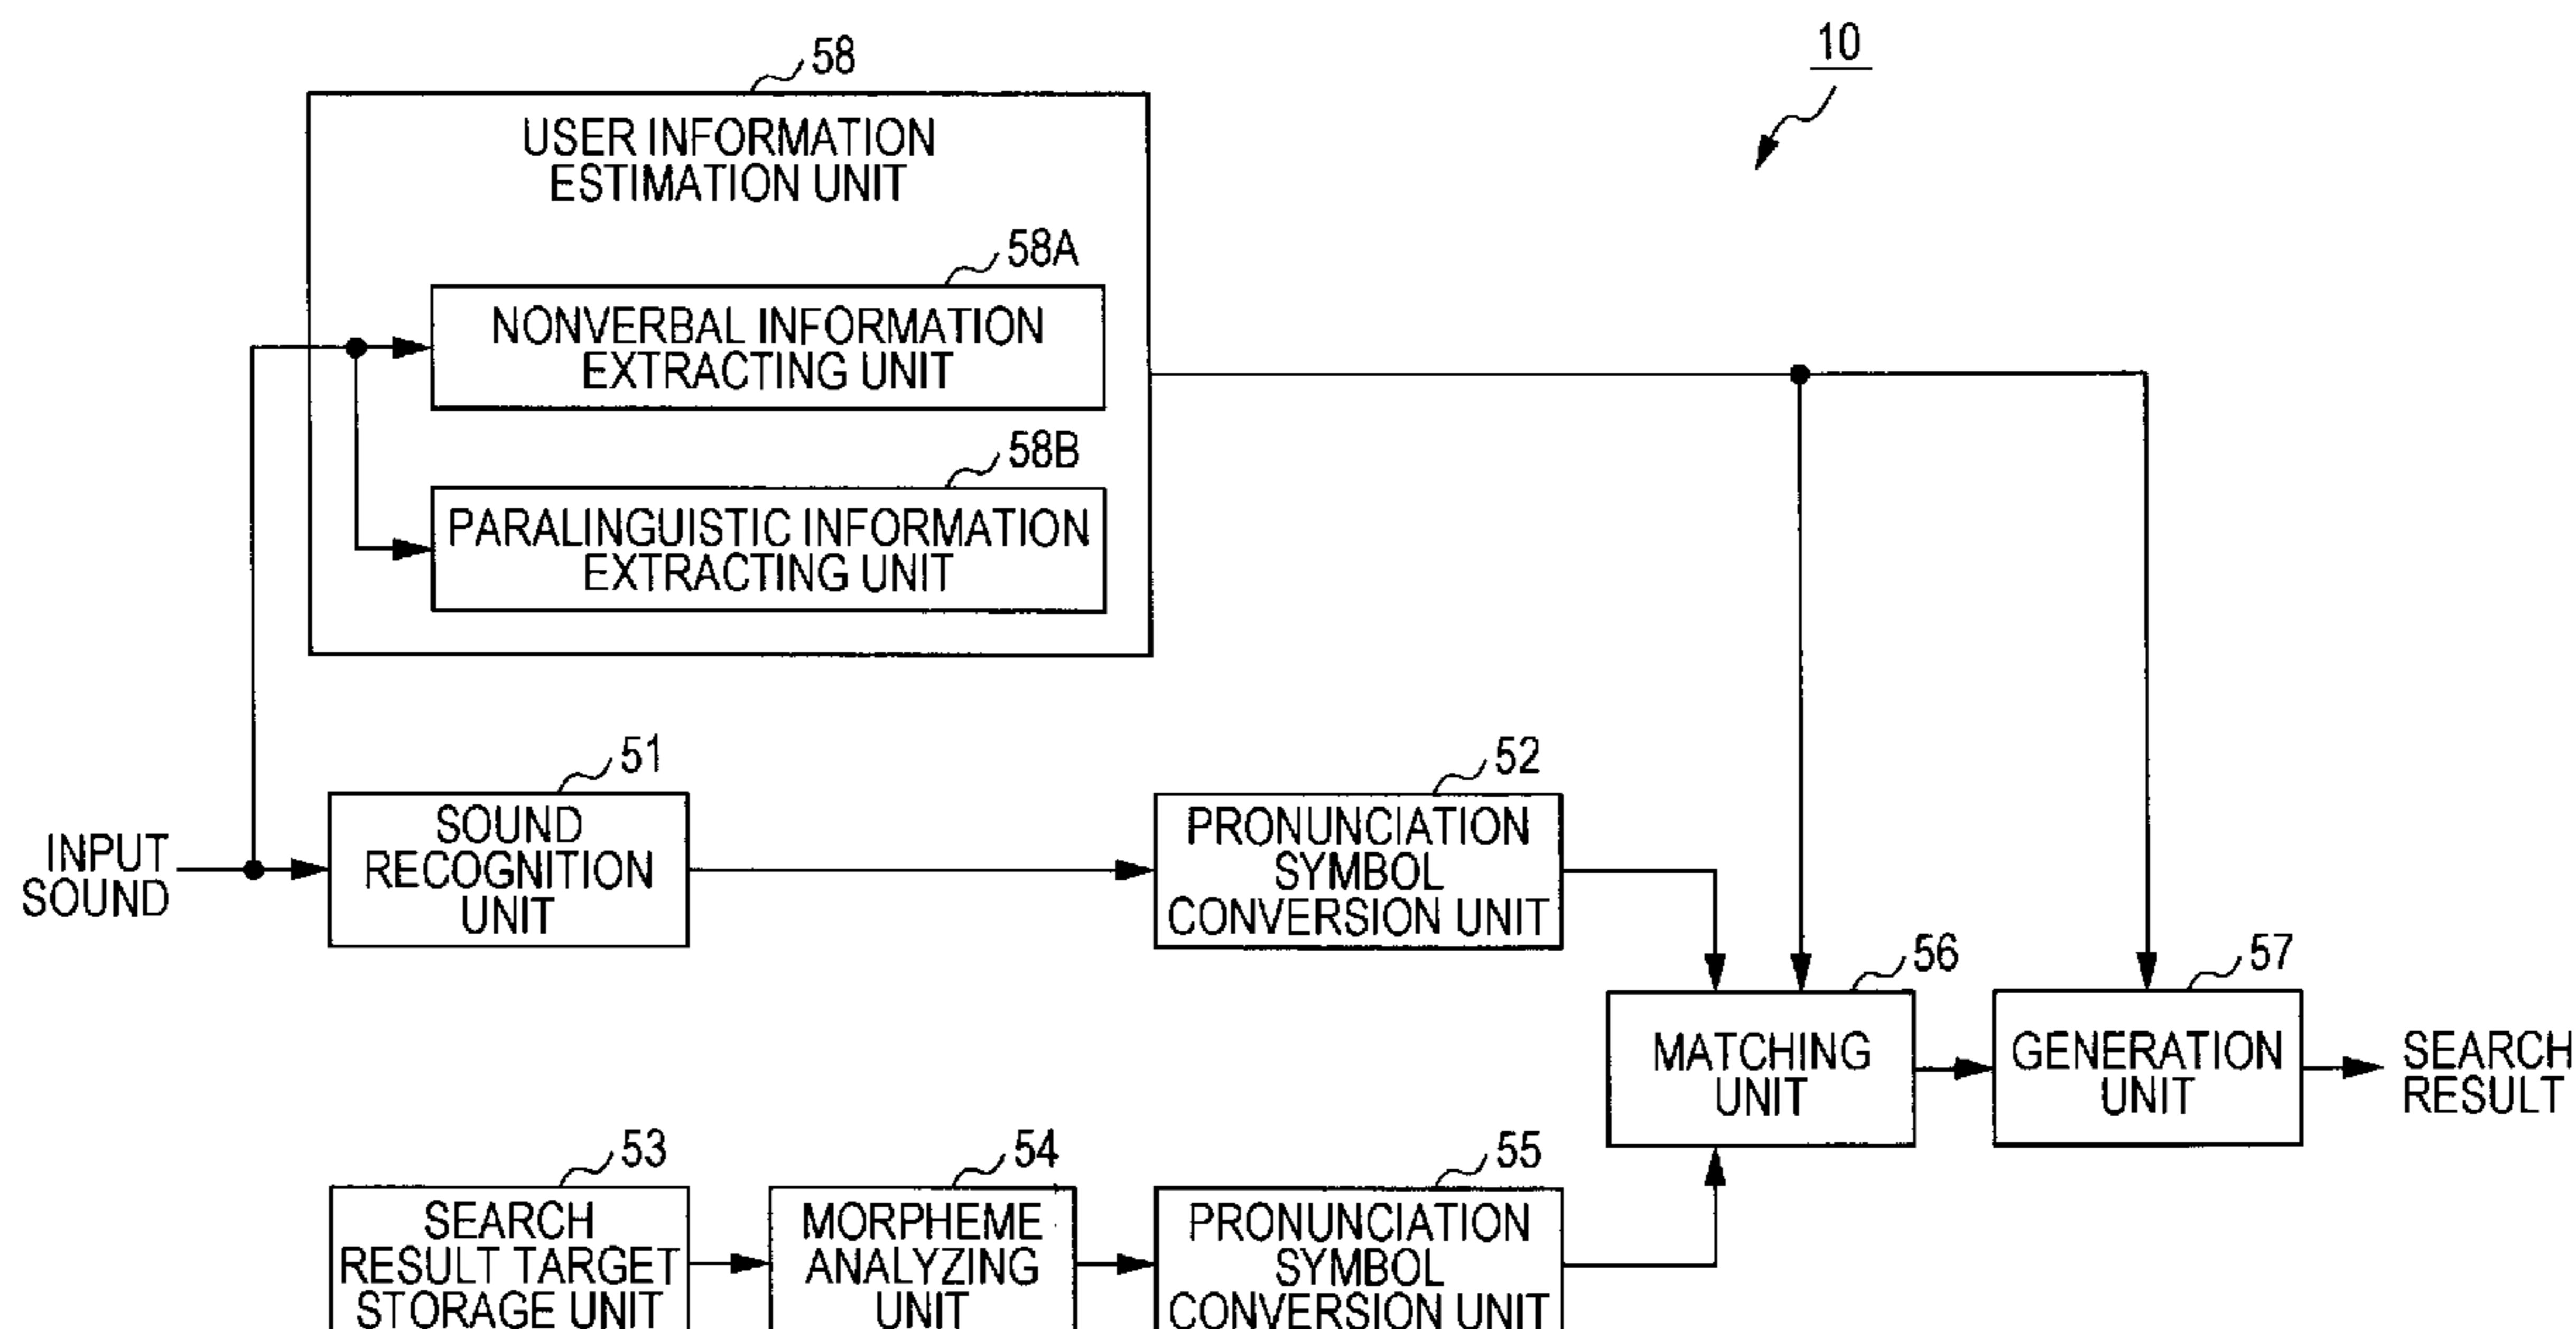 10
58
USER INFORMATION
ESTIMATION UNIT
58A
NONVERBAL INFORMATION
EXTRACTING UNIT
58B
PARALINGUISTIC INFORMATION
EXTRACTING UNIT
INPUT
SOUND
51
SOUND
RECOGNITION
UNIT
52
PRONUNCIATION
SYMBOL
CONVERSION UNIT
56
MATCHING
UNIT
57
GENERATION
UNIT
SEARCH
RESULT
53
SEARCH
RESULT TARGET
STORAGE UNIT
54
MORPHEME
ANALYZING
UNIT
55
PRONUNCIATION
SYMBOL
CONVERSION UNIT